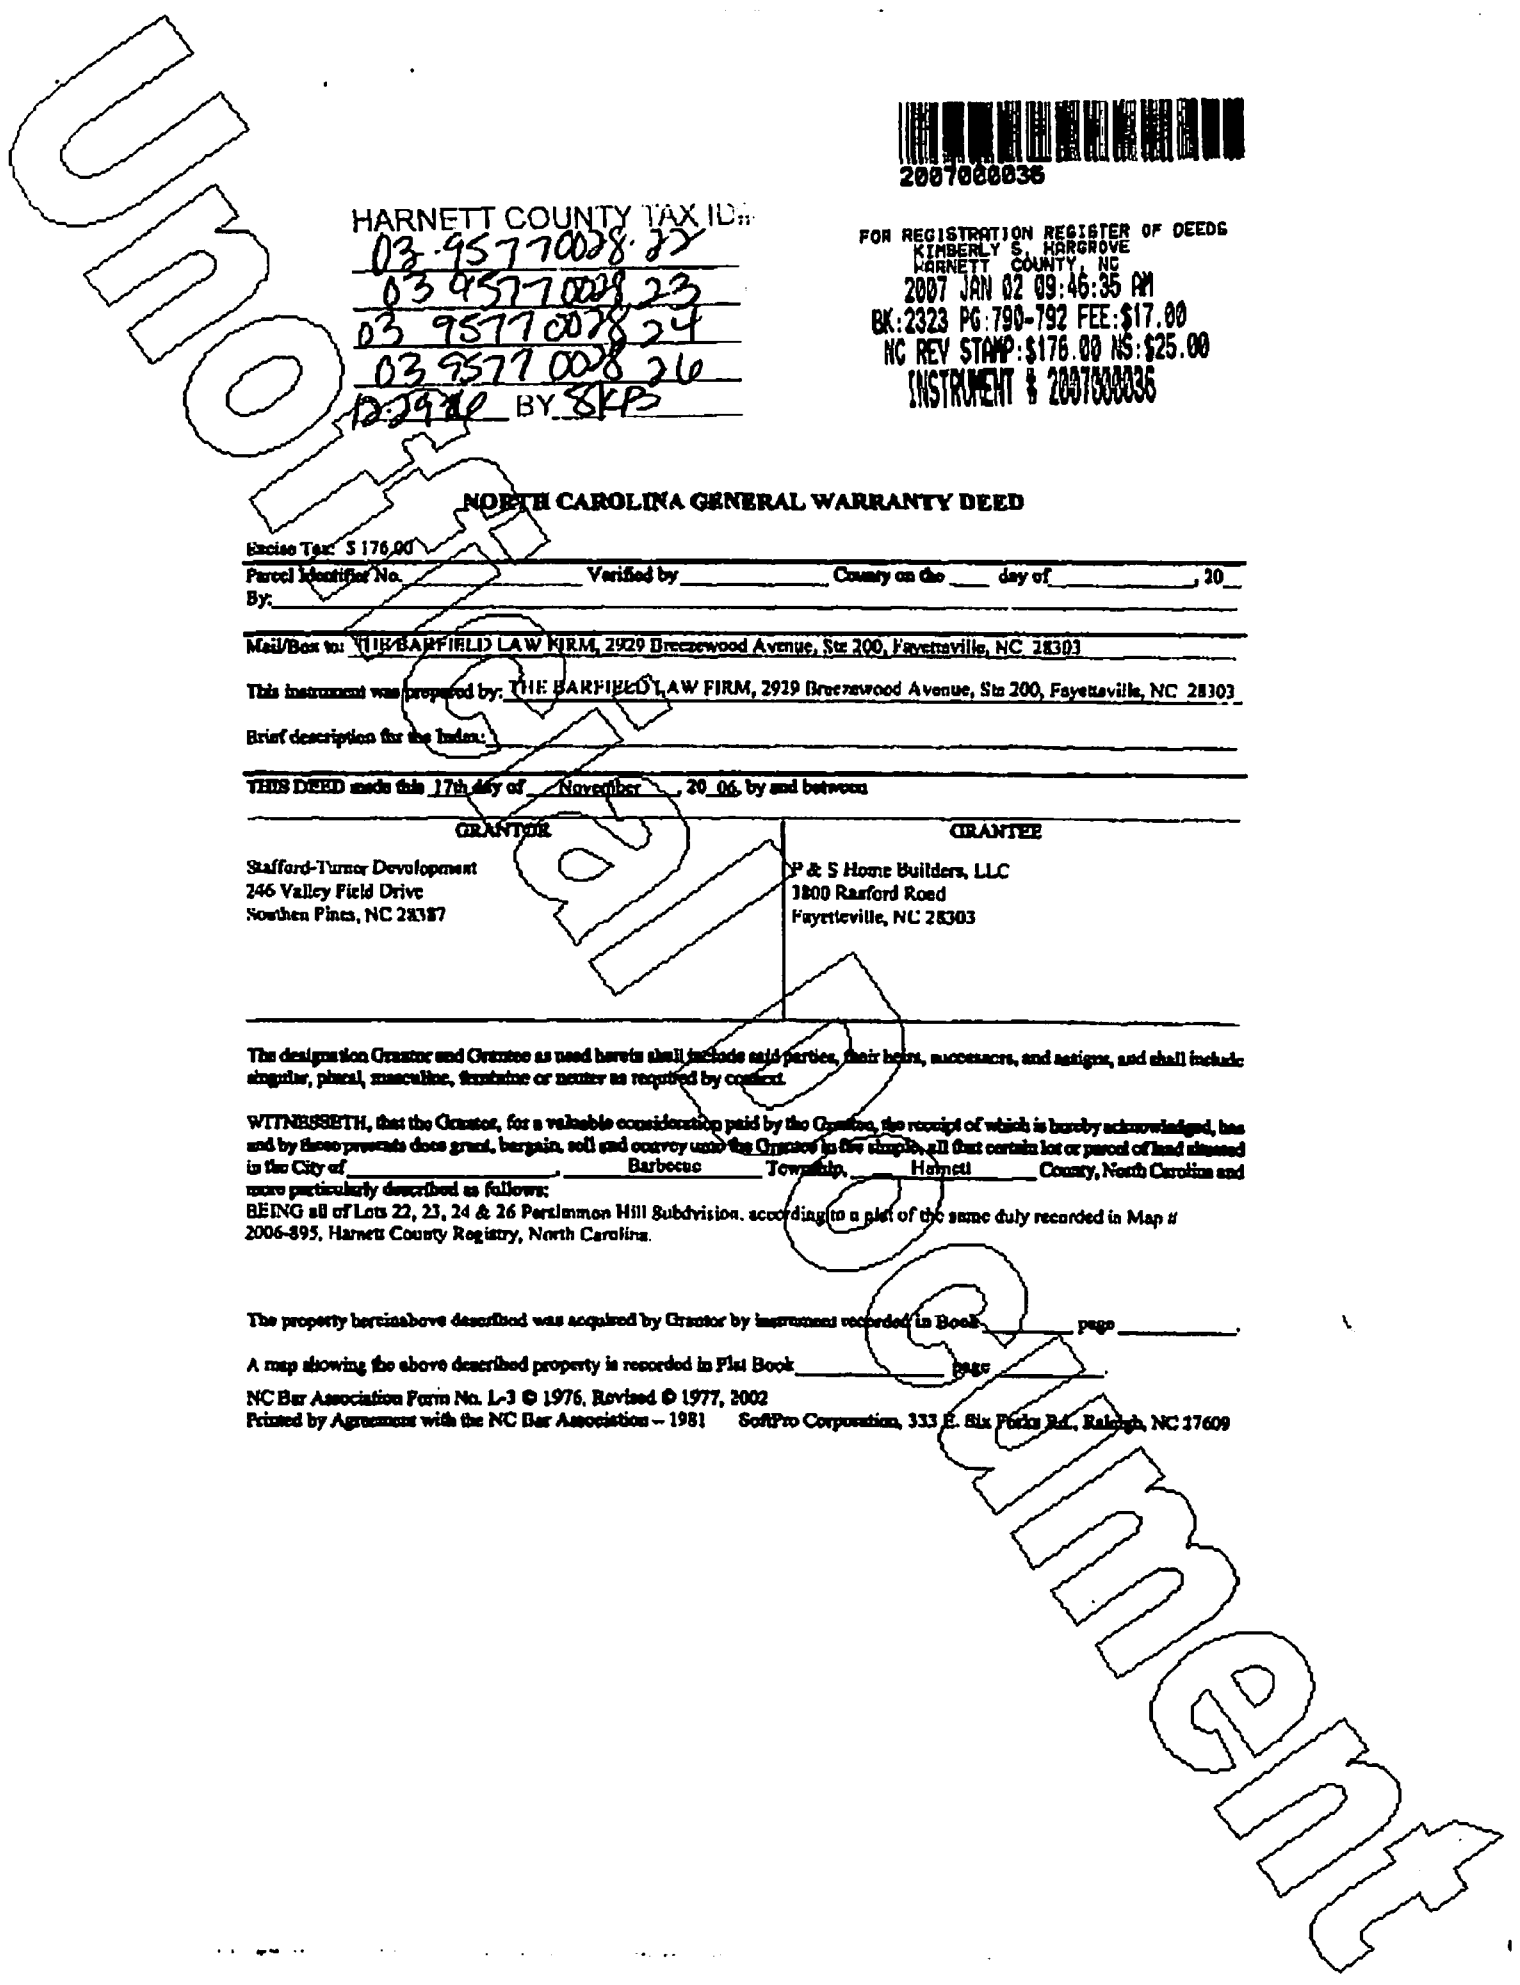 2007000036
HARNETT COUNTY TAX ID#
03-95770028.22
03 95770028 23
03 95770028 24
03 9577 0028 26
BY SKB
FOR REGISTRATION REGISTER OF DEEDS
KIMBERLY S. HARGROVE
HARNETT COUNTY, NC
2007 JAN 02 09:46:35 AM
BK:2323 PG:790-792 FEE:$17.00
NC REV STAMP:$176.00 NS:$25.00
INSTRUMENT # 2007000036
NORTH CAROLINA GENERAL WARRANTY DEED
Excise Tax: $ 176.00
Parcel Identifier No. Verified by County on the day of , 20
By:
Mail/Box to: THE BARFIELD LAW FIRM, 2929 Breezewood Avenue, Ste 200, Fayetteville, NC 28303
This instrument was prepared by: THE BARFIELD LAW FIRM, 2929 Breezewood Avenue, Ste 200, Fayetteville, NC 28303
Brief description for the Index:
THIS DEED made this 17th day of November , 20 06, by and between
GRANTOR GRANTEE
Stafford-Turner Development
246 Valley Field Drive
Southen Pines, NC 28387
P & S Home Builders, LLC
Raeford Road
Fayetteville, NC 28303
The designation Grantor and Grantee as used herein shall include said parties, their heirs, successors, and assigns, and shall include
singular, plural, masculine, feminine or neuter as required by context.
WITNESSETH, that the Grantor, for a valuable consideration paid by the Grantee, the receipt of which is hereby acknowledged, has
and by these presents does grant, bargain, sell and convey unto the Grantee in fee simple, all that certain lot or parcel of land situated
in the City of , Barbecue Township, Harnett County, North Carolina and
more particularly described as follows:
BEING all of Lots 22, 23, 24 & 26 Persimmon Hill Subdvision, according to a plat of the same duly recorded in Map #
2006-895, Harnett County Registry, North Carolina.
The property hereinabove described was acquired by Grantor by instrument recorded in Book page .
A map showing the above described property is recorded in Plat Book page .
NC Bar Association Form No. L-3 © 1976, Revised © 1977, 2002
Printed by Agreement with the NC Bar Association – 1981 SoftPro Corporation, 333 E. Six Forks Rd., Raleigh, NC 27609
Unofficial Document